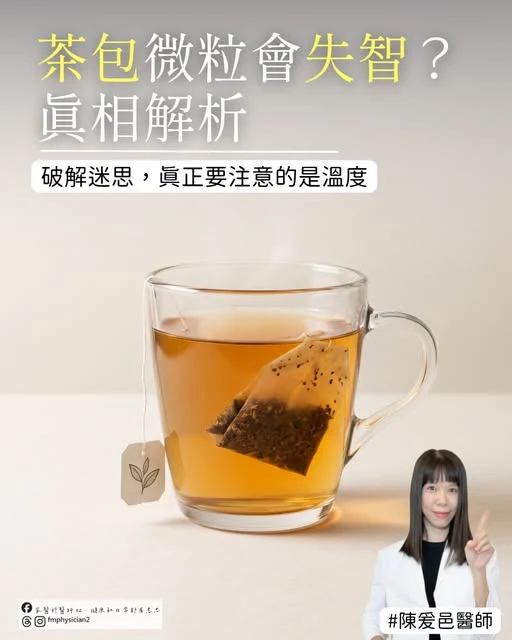 茶包微粒會失智？
真相解析
破解迷思，真正要注意的是溫度
fmphysician2
#陳爰邑醫師